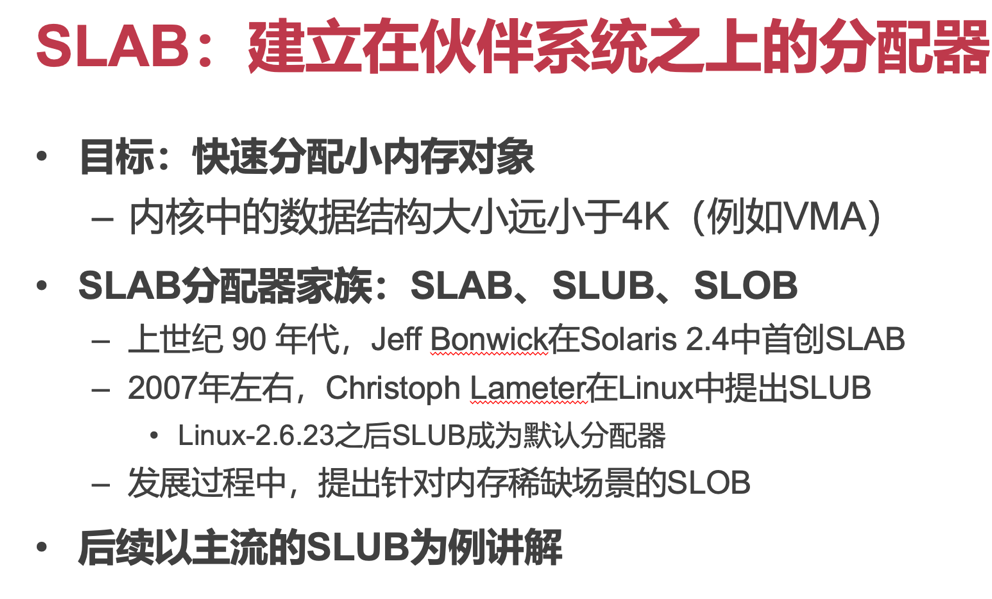 SLAB：建立在伙伴系统之上的分配器
• 目标：快速分配小内存对象
– 内核中的数据结构大小远小于4K（例如VMA）
• SLAB分配器家族：SLAB、SLUB、SLOB
– 上世纪 90 年代，Jeff Bonwick在Solaris 2.4中首创SLAB
– 2007年左右，Christoph Lameter在Linux中提出SLUB
• Linux-2.6.23之后SLUB成为默认分配器
– 发展过程中，提出针对内存稀缺场景的SLOB
• 后续以主流的SLUB为例讲解